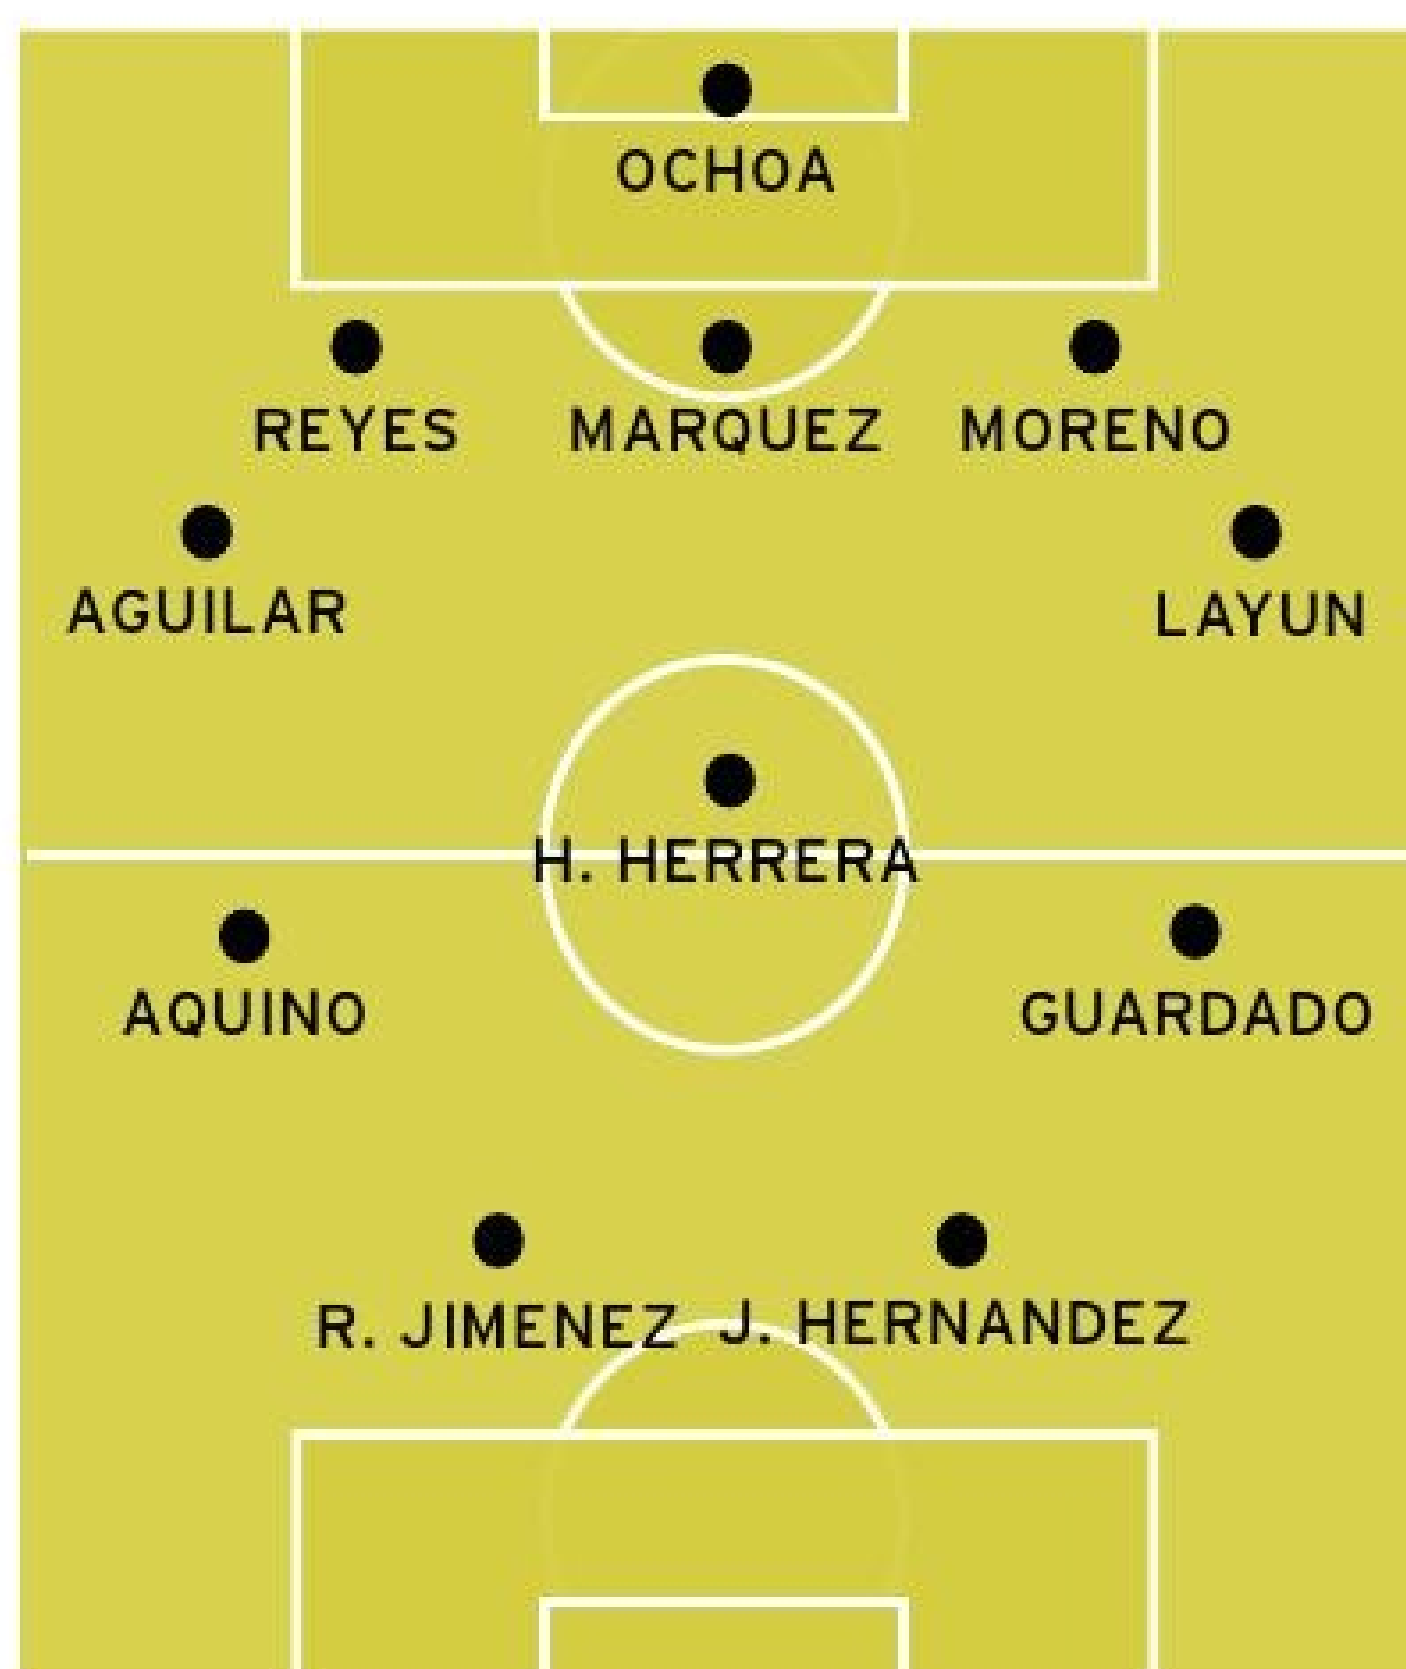 OCHOA
REYES MARQUEZ MORENO
AGUILAR LAYUN
H. HERRERA
AQUINO GUARDADO
R. JIMENEZ J. HERNANDEZ